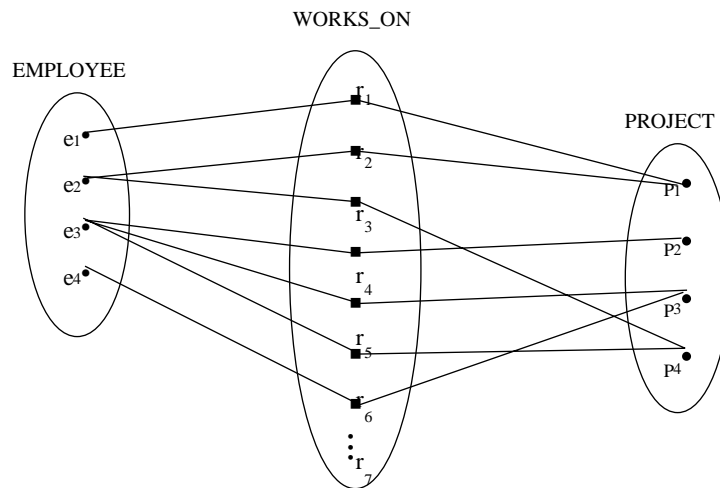 WORKS_ON
EMPLOYEE
PROJECT
e1
e2
e3
e4
r1
r2
r3
r4
r5
r6
r7
P1
P2
P3
P4